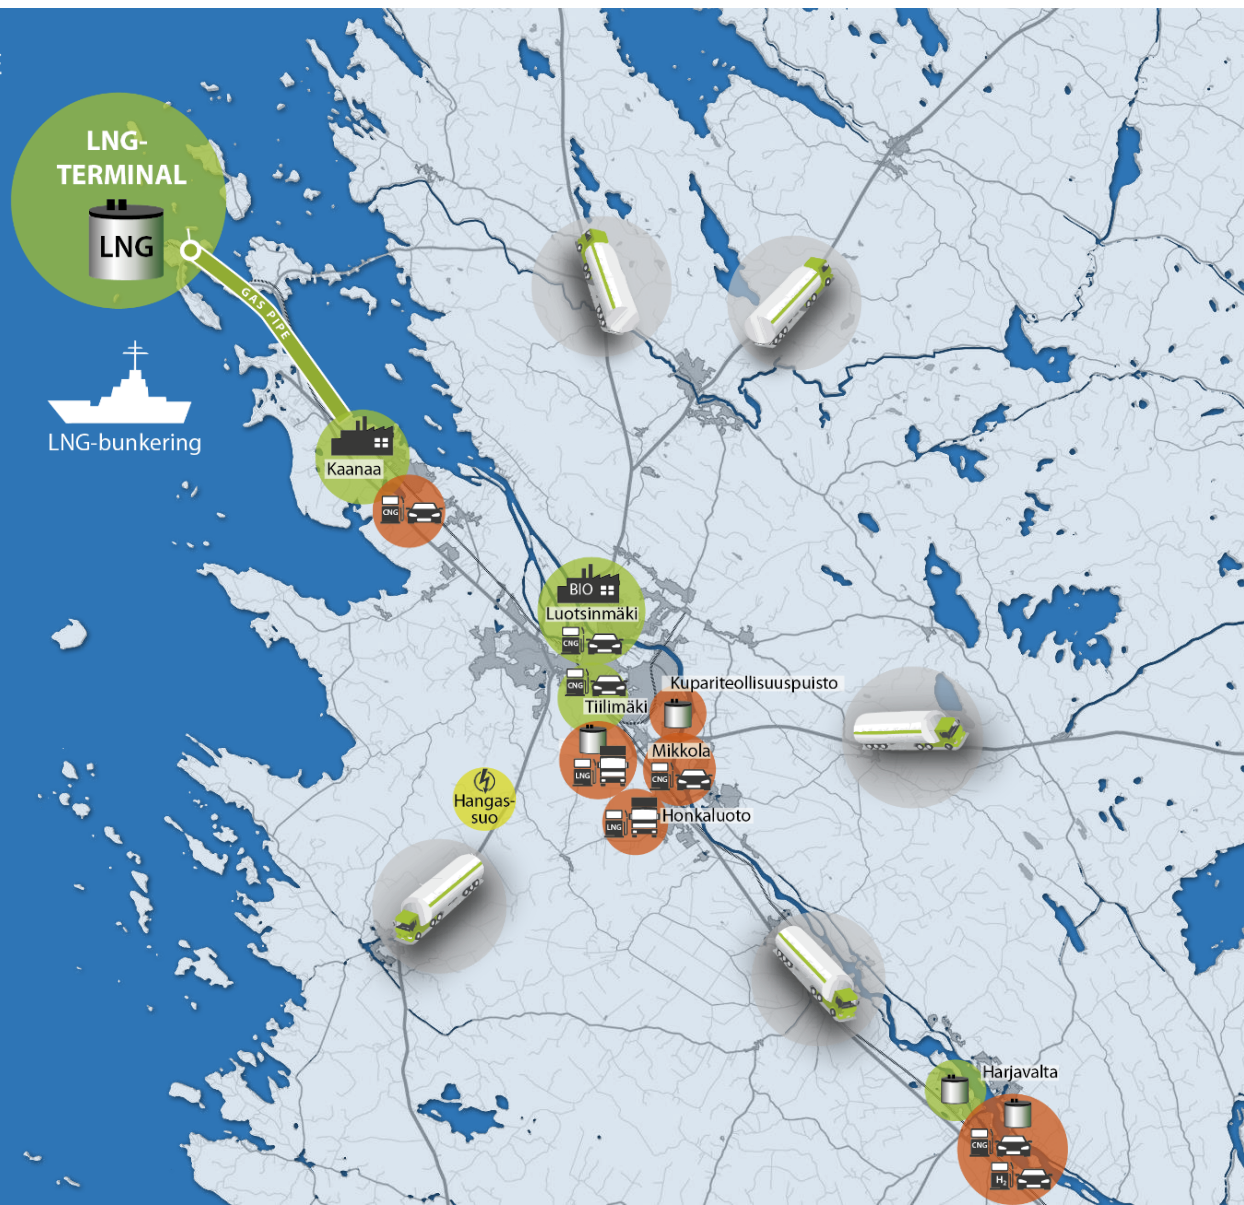 E
LNG-
TERMINAL
LNG
GAS PIPE
LNG-bunkering
Kaanaa
CNG
BIO
Luotsinmäki
CNG
CNG
Tiilimäki
Kupariteollisuuspuisto
LNG
Mikkola
CNG
Hangas-
suo
LNG
Honkaluoto
Harjavalta
CNG
H₂